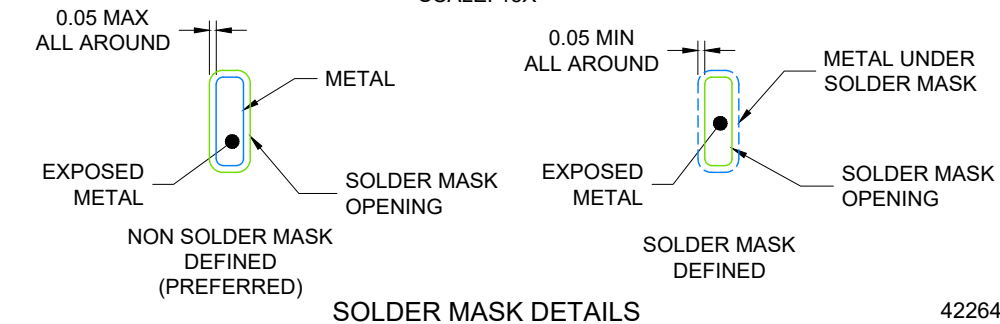 0.05 MAX
ALL AROUND
METAL
EXPOSED
METAL
SOLDER MASK
OPENING
NON SOLDER MASK
DEFINED
(PREFERRED)
0.05 MIN
ALL AROUND
METAL UNDER
SOLDER MASK
EXPOSED
METAL
SOLDER MASK
OPENING
SOLDER MASK
DEFINED
SOLDER MASK DETAILS
42264